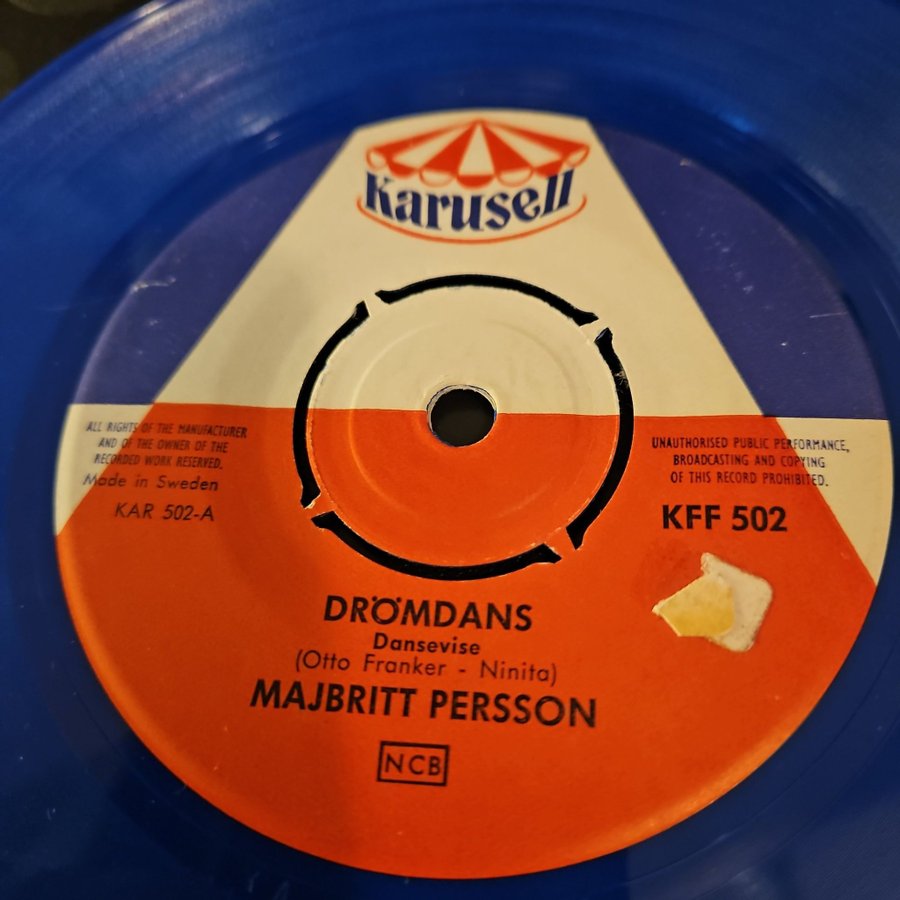 Karusell
ALL RIGHTS OF THE MANUFACTURER
AND OF THE OWNER OF THE
RECORDED WORK RESERVED.
Made in Sweden
KAR 502-A
UNAUTHORISED PUBLIC PERFORMANCE,
BROADCASTING AND COPYING
OF THIS RECORD PROHIBITED.
KFF 502
DRÖMDANS
Dansevise
(Otto Franker - Ninita)
MAJBRITT PERSSON
NCB